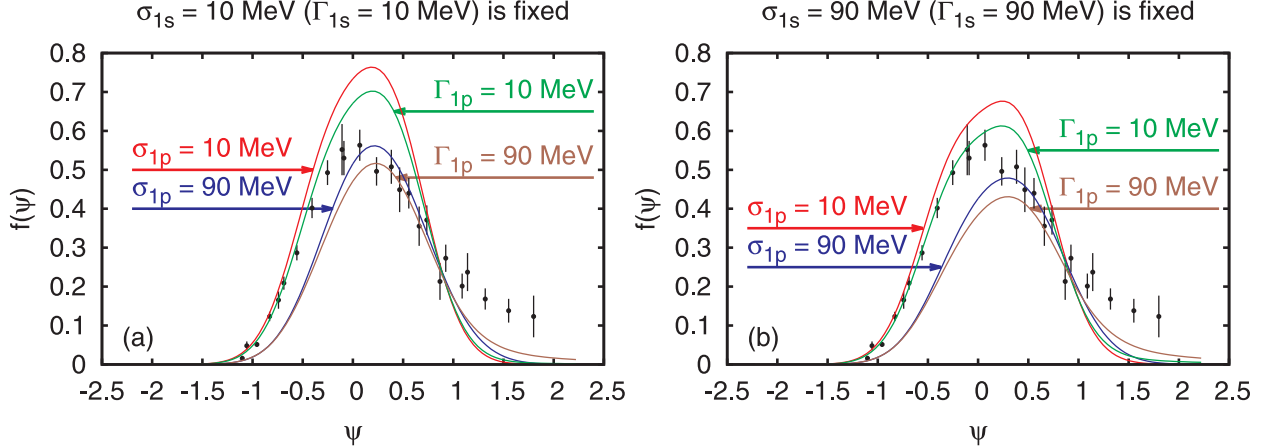 σ1s = 10 MeV (Γ1s = 10 MeV) is fixed
0.8
0.7
0.6
0.5
0.4
0.3
0.2
0.1
0
f(ψ)
Γ1p = 10 MeV
σ1p = 10 MeV
Γ1p = 90 MeV
σ1p = 90 MeV
(a)
-2.5 -2 -1.5 -1 -0.5 0 0.5 1 1.5 2 2.5
ψ
σ1s = 90 MeV (Γ1s = 90 MeV) is fixed
0.8
0.7
0.6
0.5
0.4
0.3
0.2
0.1
0
f(ψ)
Γ1p = 10 MeV
Γ1p = 90 MeV
σ1p = 10 MeV
σ1p = 90 MeV
(b)
-2.5 -2 -1.5 -1 -0.5 0 0.5 1 1.5 2 2.5
ψ